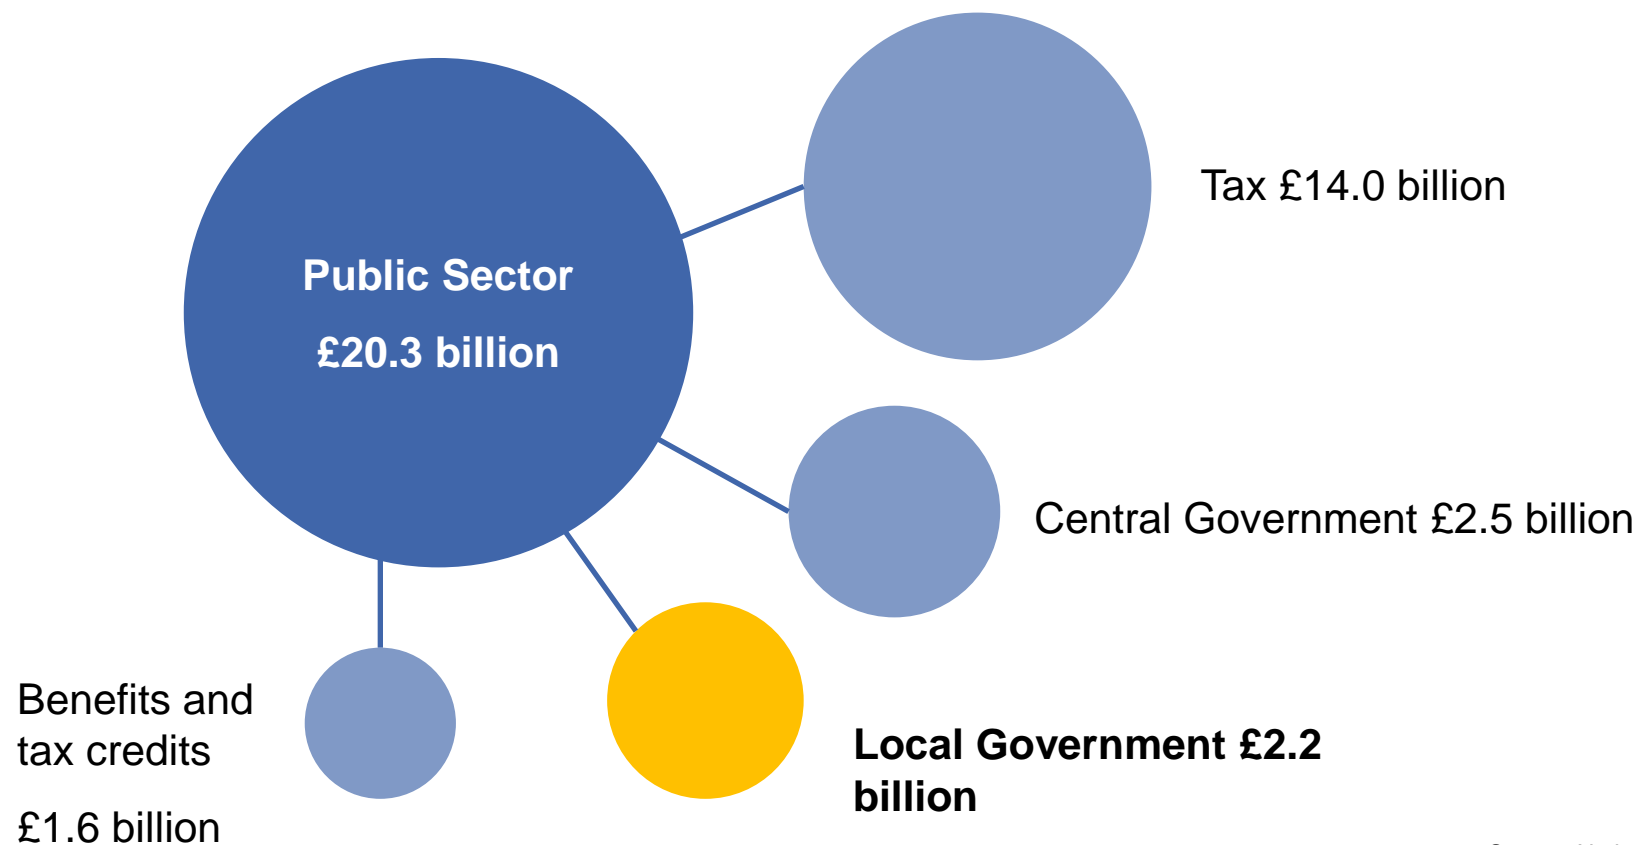 Public Sector
£20.3 billion
Tax £14.0 billion
Central Government £2.5 billion
Local Government £2.2
billion
Benefits and
tax credits
£1.6 billion